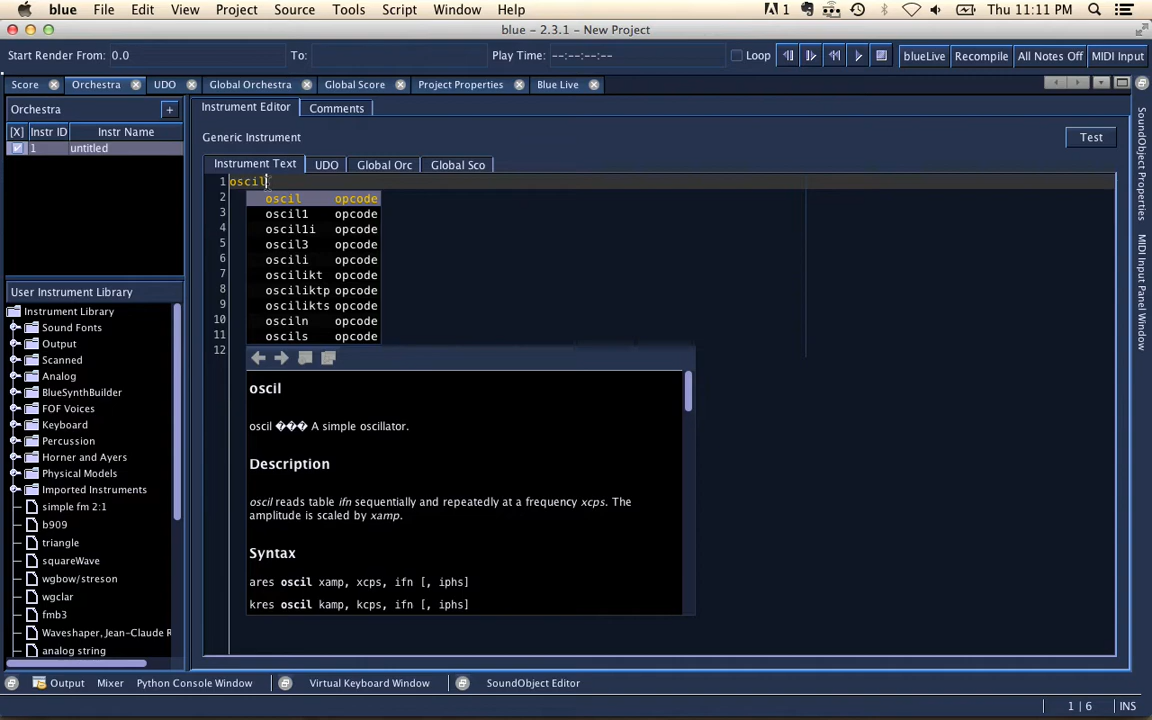 blue File Edit View Project Source Tools Script Window Help 1 Thu 11:11 PM
blue – 2.3.1 – New Project
Start Render From: 0.0 To: Play Time: --:--:--:-- Loop blueLive Recompile All Notes Off MIDI Input
Score Orchestra UDO Global Orchestra Global Score Project Properties Blue Live
Orchestra +
[X] Instr ID Instr Name
1 untitled
Instrument Editor Comments
Generic Instrument Test
Instrument Text UDO Global Orc Global Sco
1 oscil
2 oscil opcode
3 oscil1 opcode
4 oscil1i opcode
5 oscil3 opcode
6 oscili opcode
7 oscilikt opcode
8 osciliktp opcode
9 oscilikts opcode
10 osciln opcode
11 oscils opcode
12
oscil
oscil ��� A simple oscillator.
Description
oscil reads table ifn sequentially and repeatedly at a frequency xcps. The
amplitude is scaled by xamp.
Syntax
ares oscil xamp, xcps, ifn [, iphs]
kres oscil kamp, kcps, ifn [, iphs]
User Instrument Library
Instrument Library
Sound Fonts
Output
Scanned
Analog
BlueSynthBuilder
FOF Voices
Keyboard
Percussion
Horner and Ayers
Physical Models
Imported Instruments
simple fm 2:1
b909
triangle
squareWave
wgbow/streson
wgclar
fmb3
Waveshaper, Jean-Claude R
analog string
SoundObject Properties
MIDI Input Panel Window
Output Mixer Python Console Window Virtual Keyboard Window SoundObject Editor
1 | 6 INS